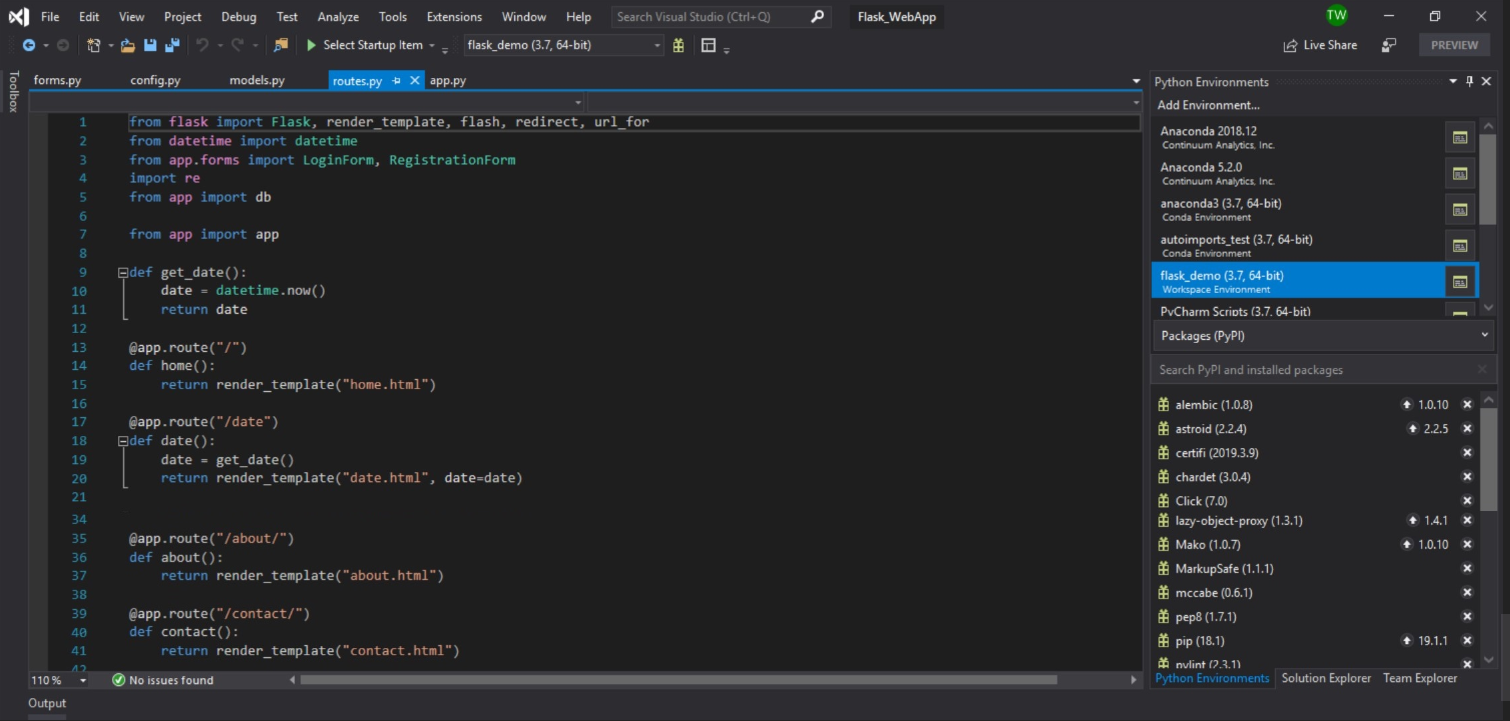 File Edit View Project Debug Test Analyze Tools Extensions Window Help Search Visual Studio (Ctrl+Q) Flask_WebApp TW
Select Startup Item flask_demo (3.7, 64-bit) Live Share PREVIEW
Toolbox
forms.py config.py models.py routes.py app.py
1 from flask import Flask, render_template, flash, redirect, url_for
2 from datetime import datetime
3 from app.forms import LoginForm, RegistrationForm
4 import re
5 from app import db
6
7 from app import app
8
9 def get_date():
10     date = datetime.now()
11     return date
12
13 @app.route("/")
14 def home():
15     return render_template("home.html")
16
17 @app.route("/date")
18 def date():
19     date = get_date()
20     return render_template("date.html", date=date)
21
34
35 @app.route("/about/")
36 def about():
37     return render_template("about.html")
38
39 @app.route("/contact/")
40 def contact():
41     return render_template("contact.html")
42
110 % No issues found
Output
Python Environments
Add Environment...
Anaconda 2018.12
Continuum Analytics, Inc.
Anaconda 5.2.0
Continuum Analytics, Inc.
anaconda3 (3.7, 64-bit)
Conda Environment
autoimports_test (3.7, 64-bit)
Conda Environment
flask_demo (3.7, 64-bit)
Workspace Environment
PyCharm Scripts (3.7, 64-bit)
Packages (PyPI)
Search PyPI and installed packages
alembic (1.0.8) 1.0.10
astroid (2.2.4) 2.2.5
certifi (2019.3.9)
chardet (3.0.4)
Click (7.0)
lazy-object-proxy (1.3.1) 1.4.1
Mako (1.0.7) 1.0.10
MarkupSafe (1.1.1)
mccabe (0.6.1)
pep8 (1.7.1)
pip (18.1) 19.1.1
pylint (2.3.1)
Python Environments Solution Explorer Team Explorer